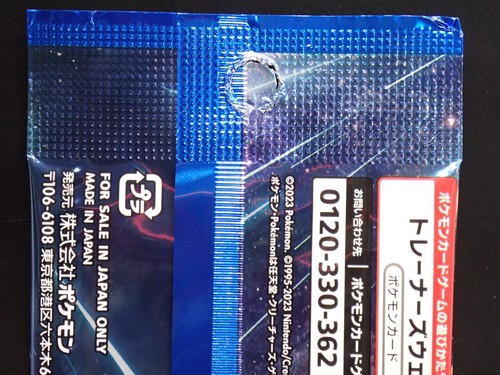 ポケモンカードゲームの遊びかた
トレーナーズウェ
ポケモンカード
お問い合わせ先
ポケモンカードゲ
0120-330-362
©2023 Pokémon. ©1995-2023 Nintendo/Cre
ポケモン・Pokémonは任天堂・クリーチャーズ・ゲ
プラ
FOR SALE IN JAPAN ONLY
MADE IN JAPAN
発売元 株式会社ポケモン
〒106-6108 東京都港区六本木6